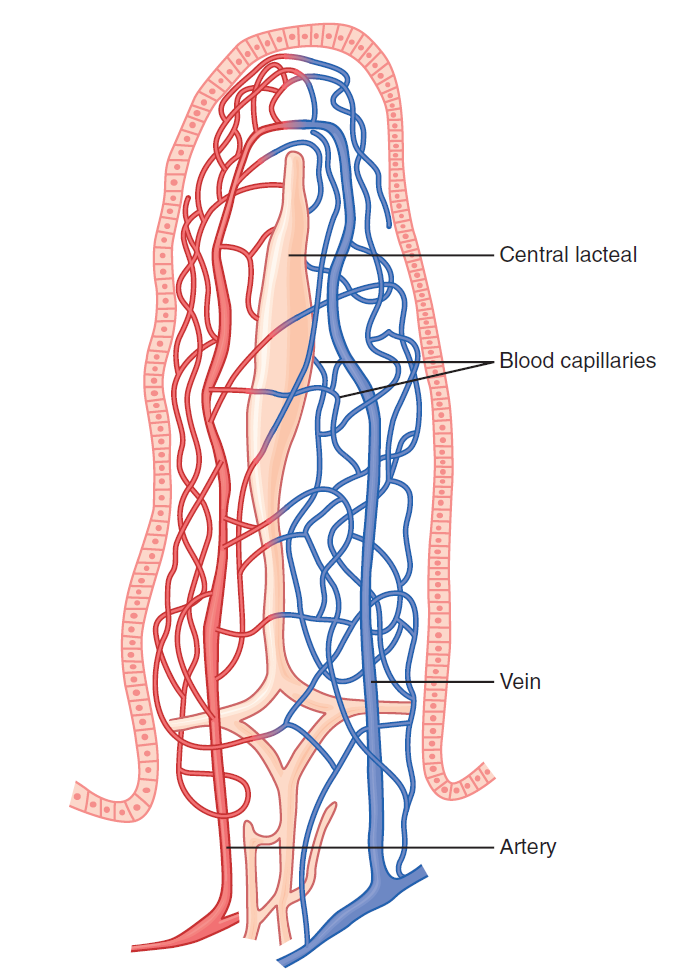 Central lacteal
Blood capillaries
Vein
Artery